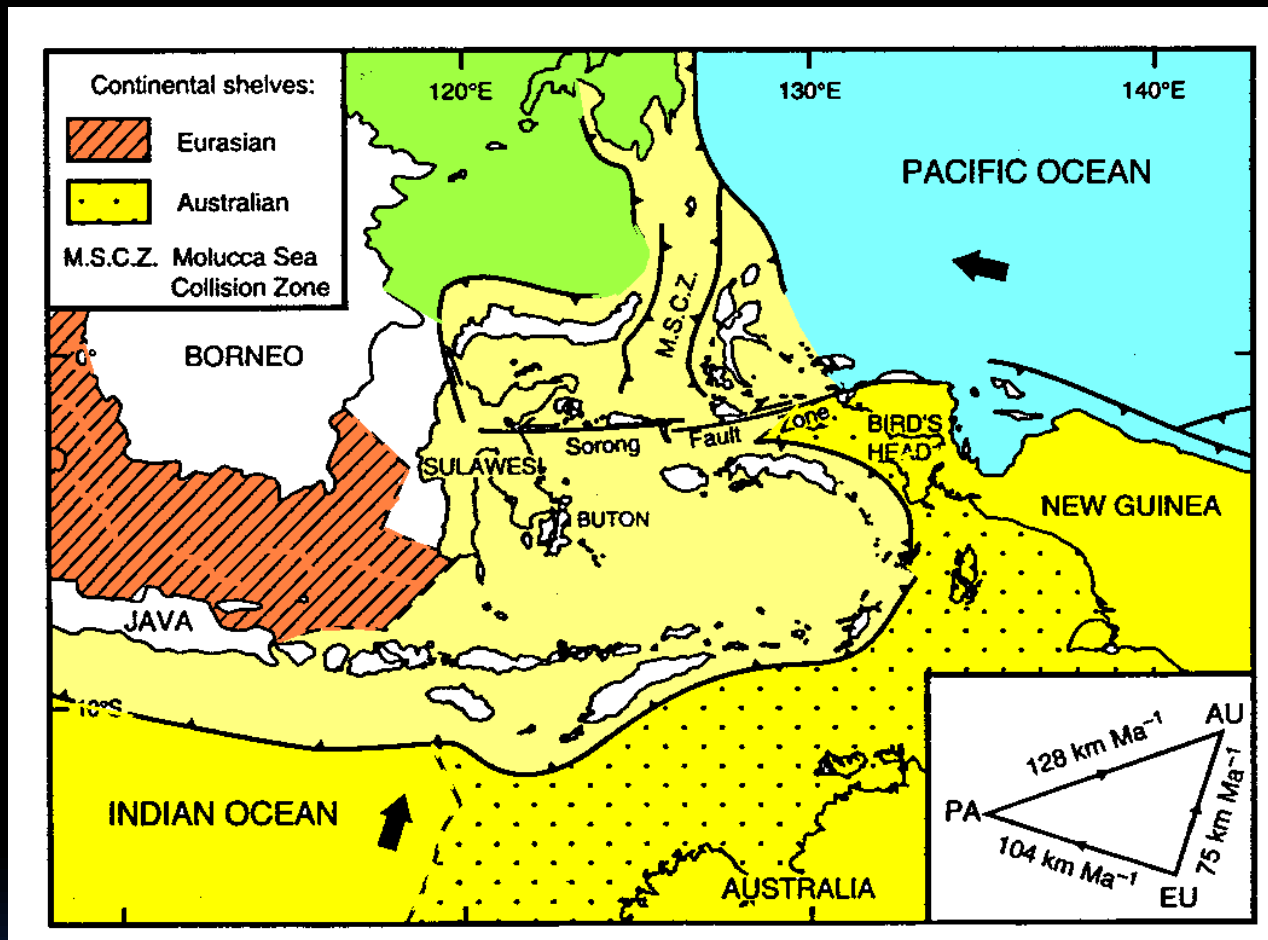 Continental shelves:
Eurasian
Australian
M.S.C.Z. Molucca Sea
Collision Zone
120°E
130°E
140°E
PACIFIC OCEAN
BORNEO
0°
M.S.C.Z.
Sorong Fault Zone
BIRD'S
HEAD
SULAWESI
NEW GUINEA
BUTON
JAVA
10°S
INDIAN OCEAN
AUSTRALIA
AU
128 km Ma⁻¹
PA
75 km Ma⁻¹
104 km Ma⁻¹
EU